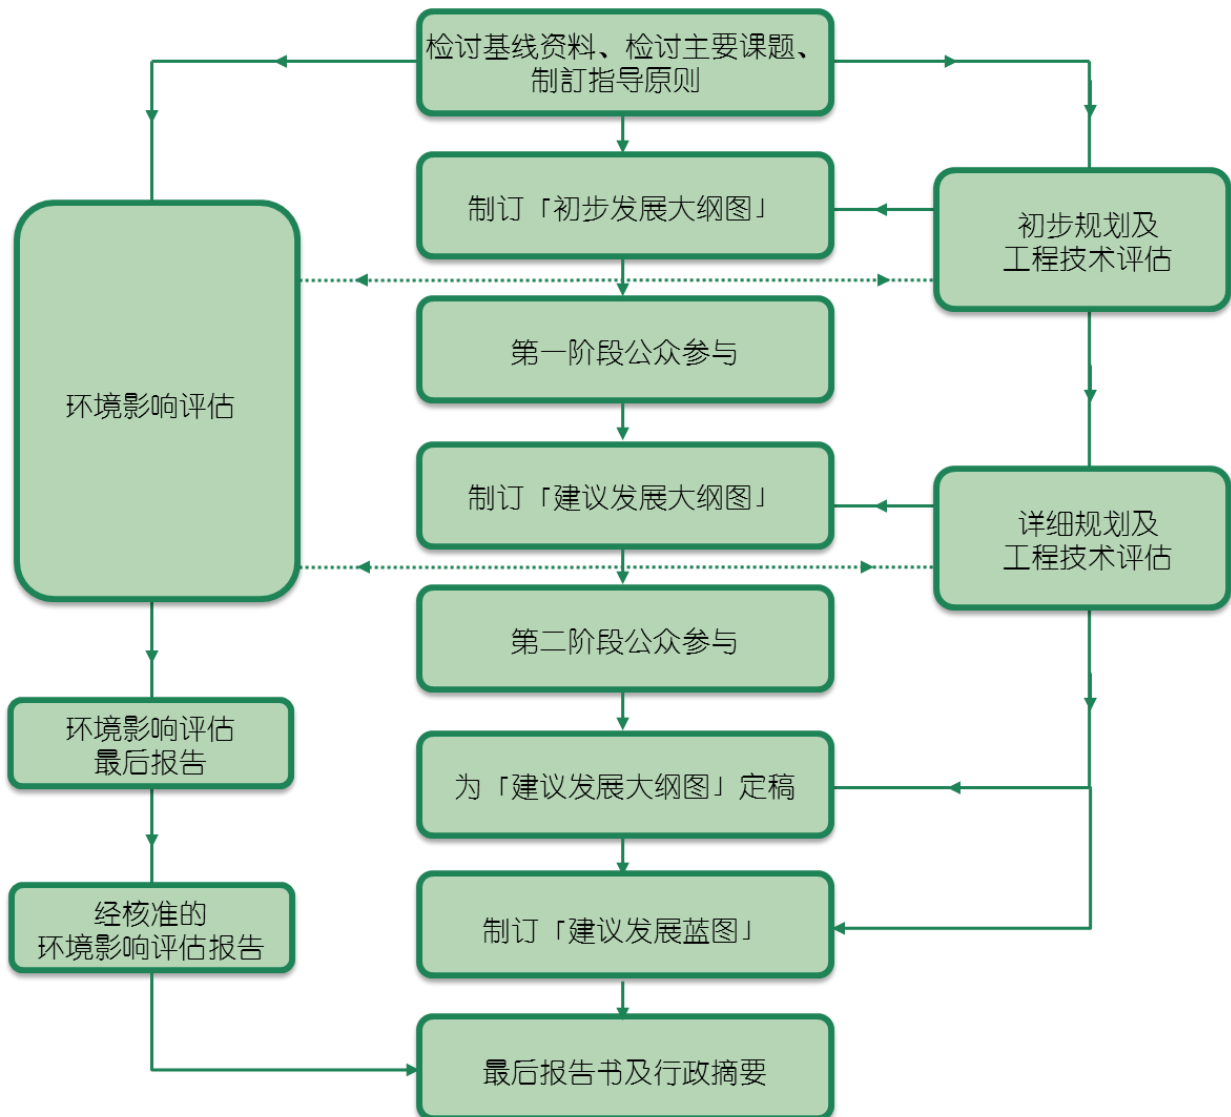 检讨基线资料、检讨主要课题、
制訂指导原则
制订「初步发展大纲图」
初步规划及
工程技术评估
第一阶段公众参与
环境影响评估
制订「建议发展大纲图」
详细规划及
工程技术评估
第二阶段公众参与
环境影响评估
最后报告
为「建议发展大纲图」定稿
经核准的
环境影响评估报告
制订「建议发展蓝图」
最后报告书及行政摘要